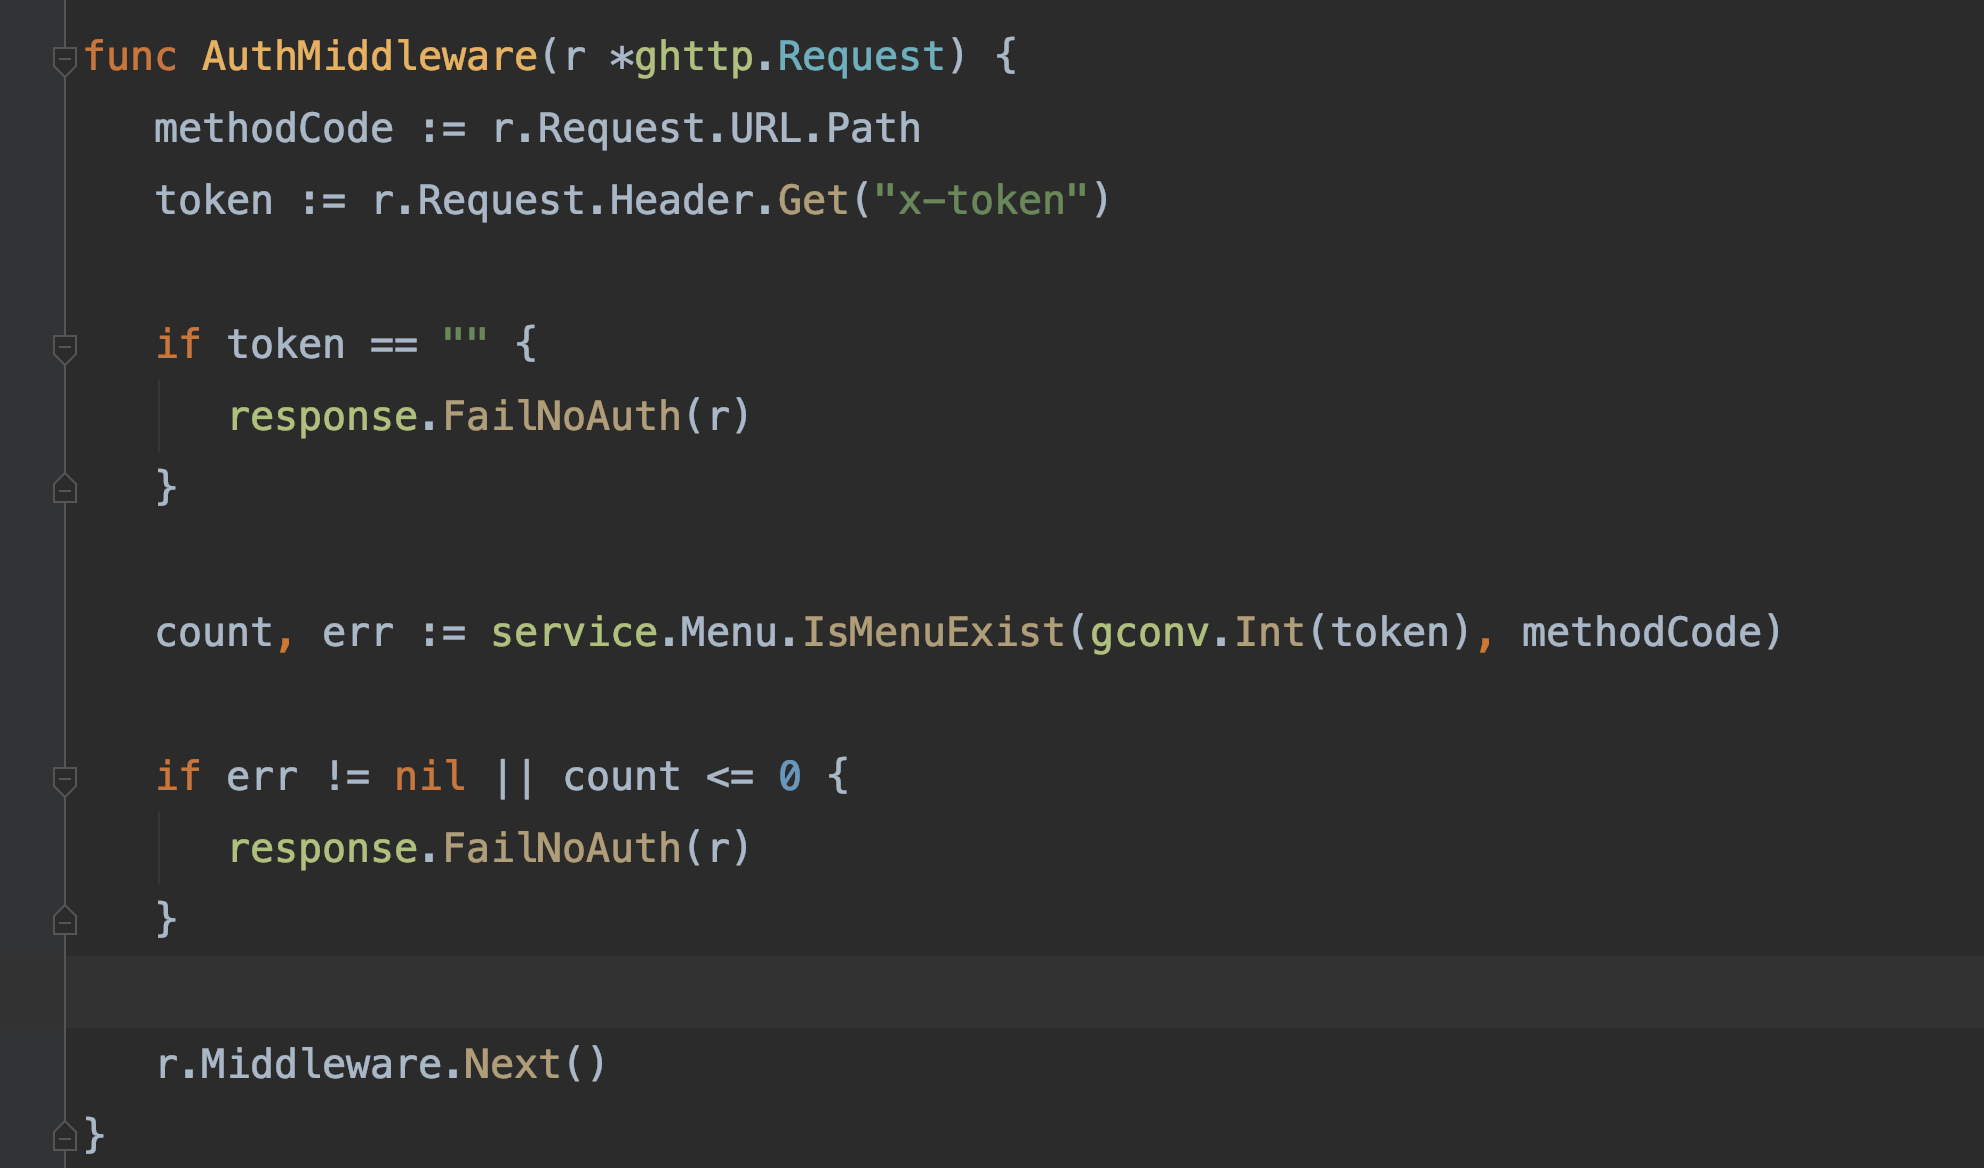 func AuthMiddleware(r *ghttp.Request) {
methodCode := r.Request.URL.Path
token := r.Request.Header.Get("x-token")
if token == "" {
response.FailNoAuth(r)
}
count, err := service.Menu.IsMenuExist(gconv.Int(token), methodCode)
if err != nil || count <= 0 {
response.FailNoAuth(r)
}
r.Middleware.Next()
}